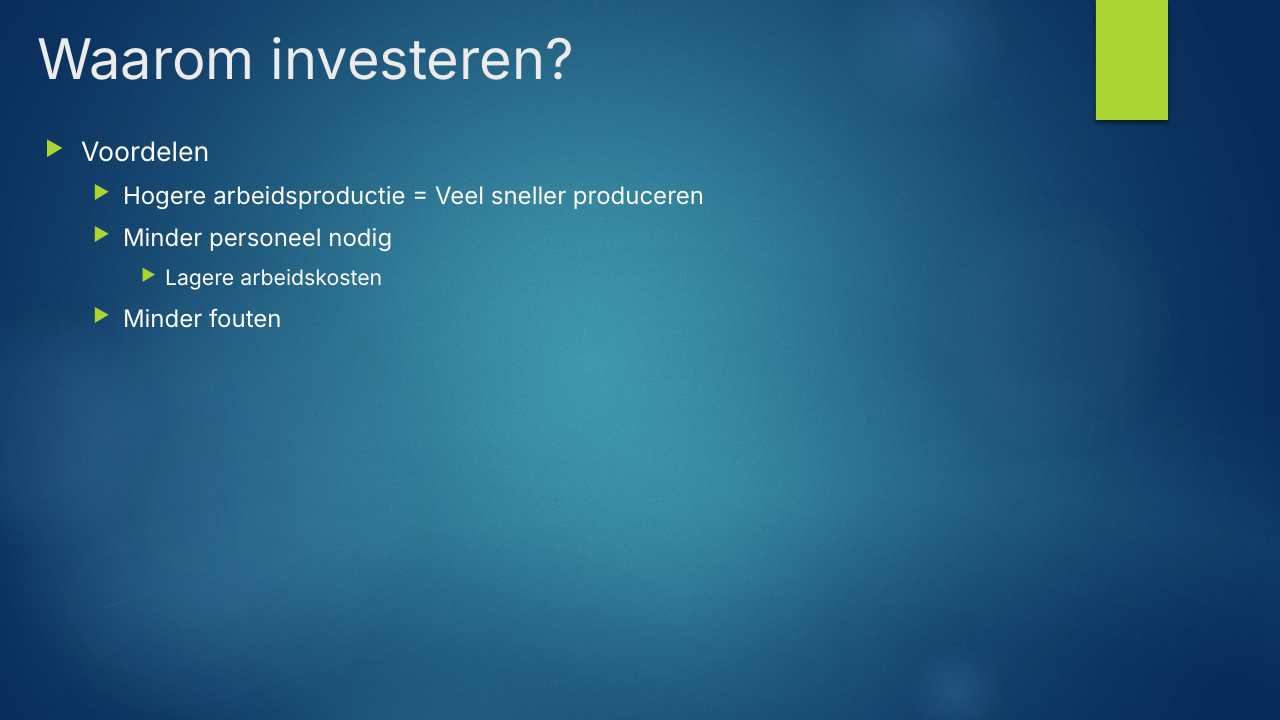 Waarom investeren?
Voordelen
Hogere arbeidsproductie = Veel sneller produceren
Minder personeel nodig
Lagere arbeidskosten
Minder fouten